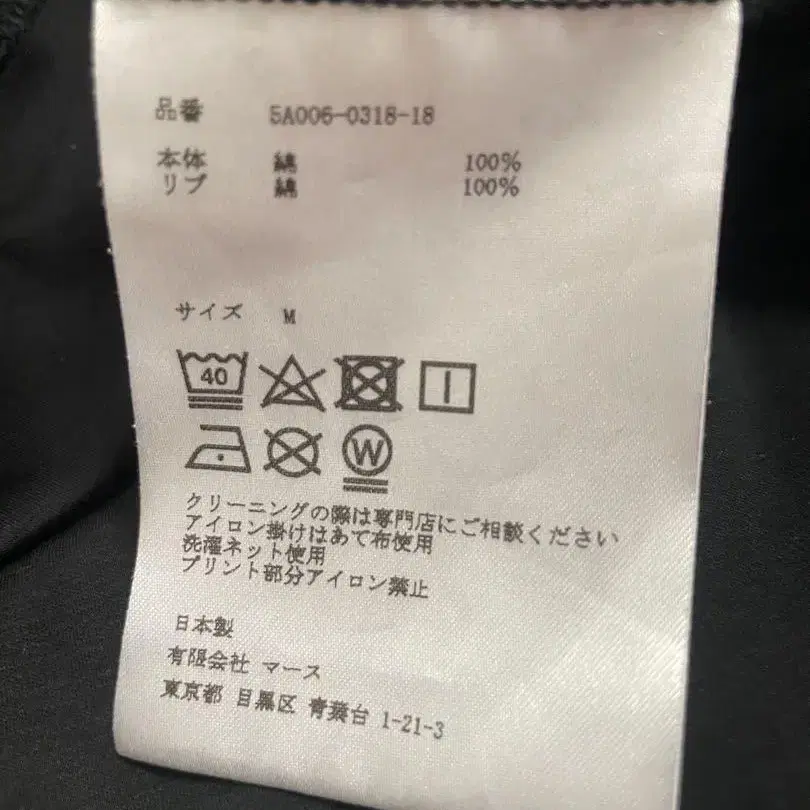 品番 5A006-0318-18
本体 綿 100%
リブ 綿 100%
サイズ M
40
W
クリーニングの際は専門店にご相談ください
アイロン掛けはあて布使用
洗濯ネット使用
プリント部分アイロン禁止
日本製
有限会社 マース
東京都 目黒区 青葉台 1-21-3